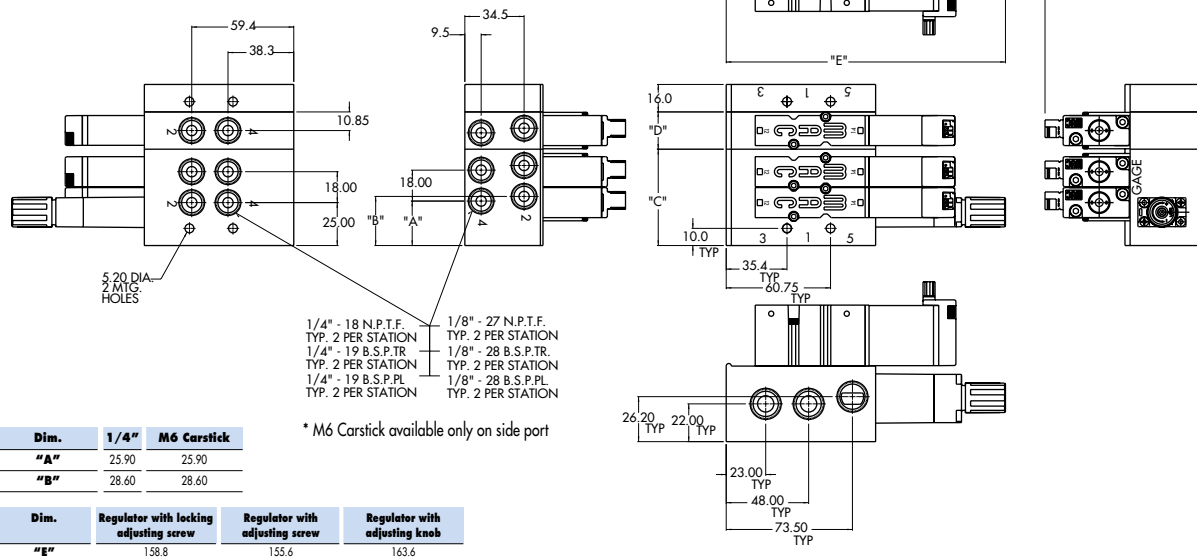 59.4
38.3
10.85
18.00
25.00
2
4
2
4
5.20 DIA.
2 MTG.
HOLES
34.5
9.5
18.00
"B"
"A"
4
2
1/4" - 18 N.P.T.F.
TYP. 2 PER STATION
1/4" - 19 B.S.P.TR
TYP. 2 PER STATION
1/4" - 19 B.S.P.PL
TYP. 2 PER STATION
1/8" - 27 N.P.T.F.
TYP. 2 PER STATION
1/8" - 28 B.S.P.TR.
TYP. 2 PER STATION
1/8" - 28 B.S.P.PL.
TYP. 2 PER STATION
* M6 Carstick available only on side port
"E"
16.0
"D"
"C"
10.0
TYP
3 1 5
3 1 5
35.4
TYP
60.75
TYP
GAGE
26.20
TYP
22.00
TYP
23.00
TYP
48.00
TYP
73.50
TYP
Dim. 1/4" M6 Carstick
"A" 25.90 25.90
"B" 28.60 28.60
Dim. Regulator with locking adjusting screw Regulator with adjusting screw Regulator with adjusting knob
"E" 158.8 155.6 163.6